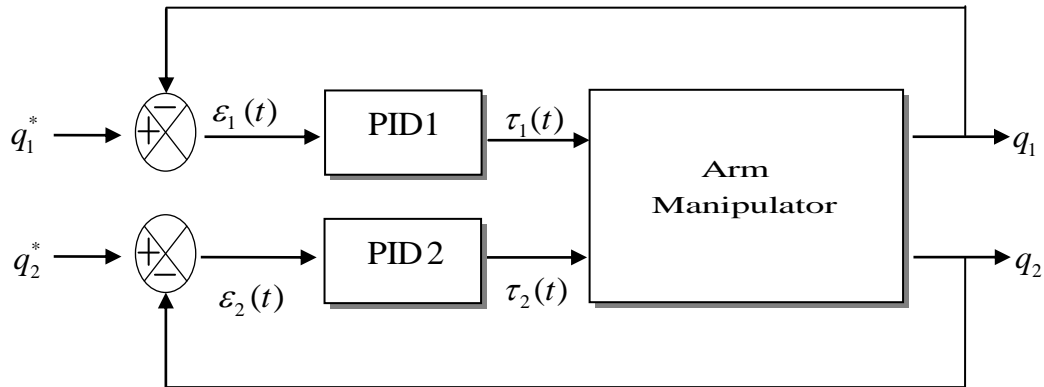 −
q₁* + ε₁(t) PID1 τ₁(t) q₁
Arm
Manipulator
q₂* + ε₂(t) PID 2 τ₂(t) q₂
−